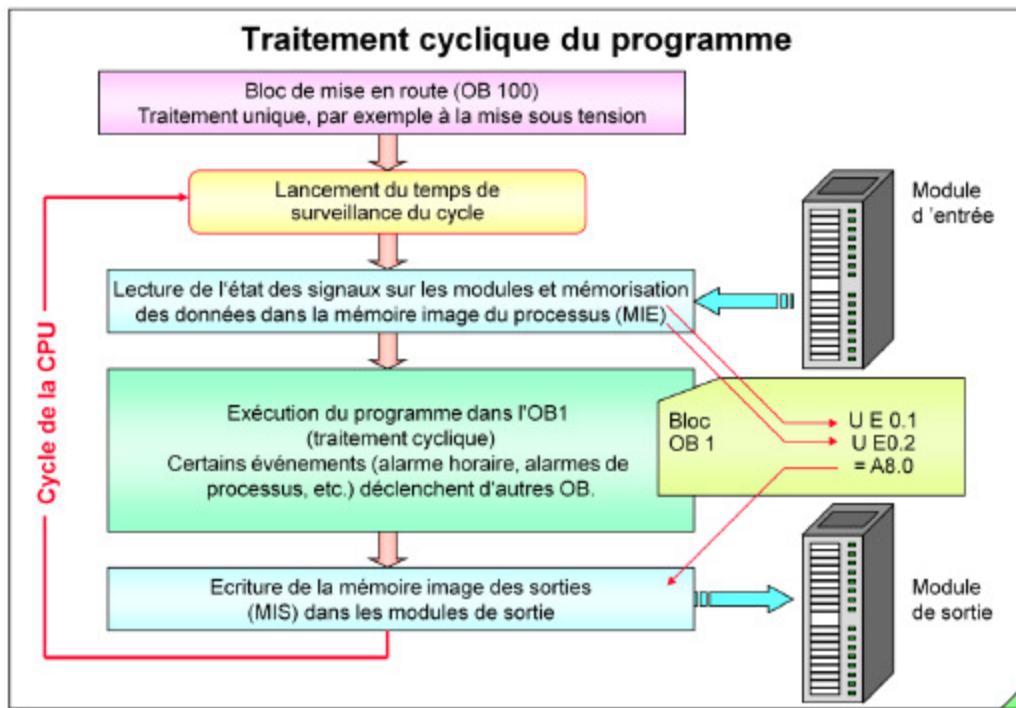 Traitement cyclique du programme
Bloc de mise en route (OB 100)
Traitement unique, par exemple à la mise sous tension
Lancement du temps de
surveillance du cycle
Module
d 'entrée
Lecture de l'état des signaux sur les modules et mémorisation
des données dans la mémoire image du processus (MIE)
Cycle de la CPU
Exécution du programme dans l'OB1
(traitement cyclique)
Certains événements (alarme horaire, alarmes de
processus, etc.) déclenchent d'autres OB.
Bloc
OB 1
U E 0.1
U E0.2
= A8.0
Ecriture de la mémoire image des sorties
(MIS) dans les modules de sortie
Module
de sortie